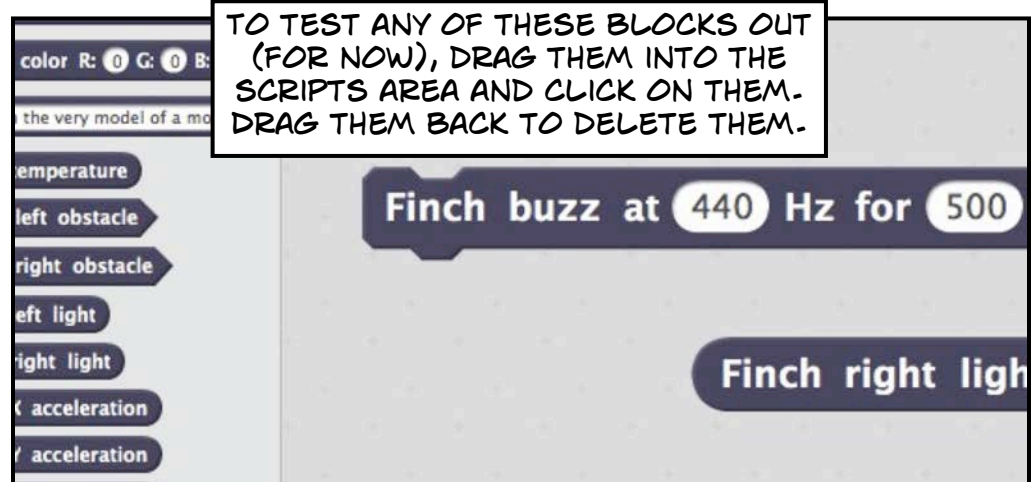 TO TEST ANY OF THESE BLOCKS OUT
(FOR NOW), DRAG THEM INTO THE
SCRIPTS AREA AND CLICK ON THEM.
DRAG THEM BACK TO DELETE THEM.
color R: 0 G: 0 B:
the very model of a mo
temperature
left obstacle
right obstacle
left light
right light
X acceleration
Y acceleration
Finch buzz at 440 Hz for 500
Finch right ligh